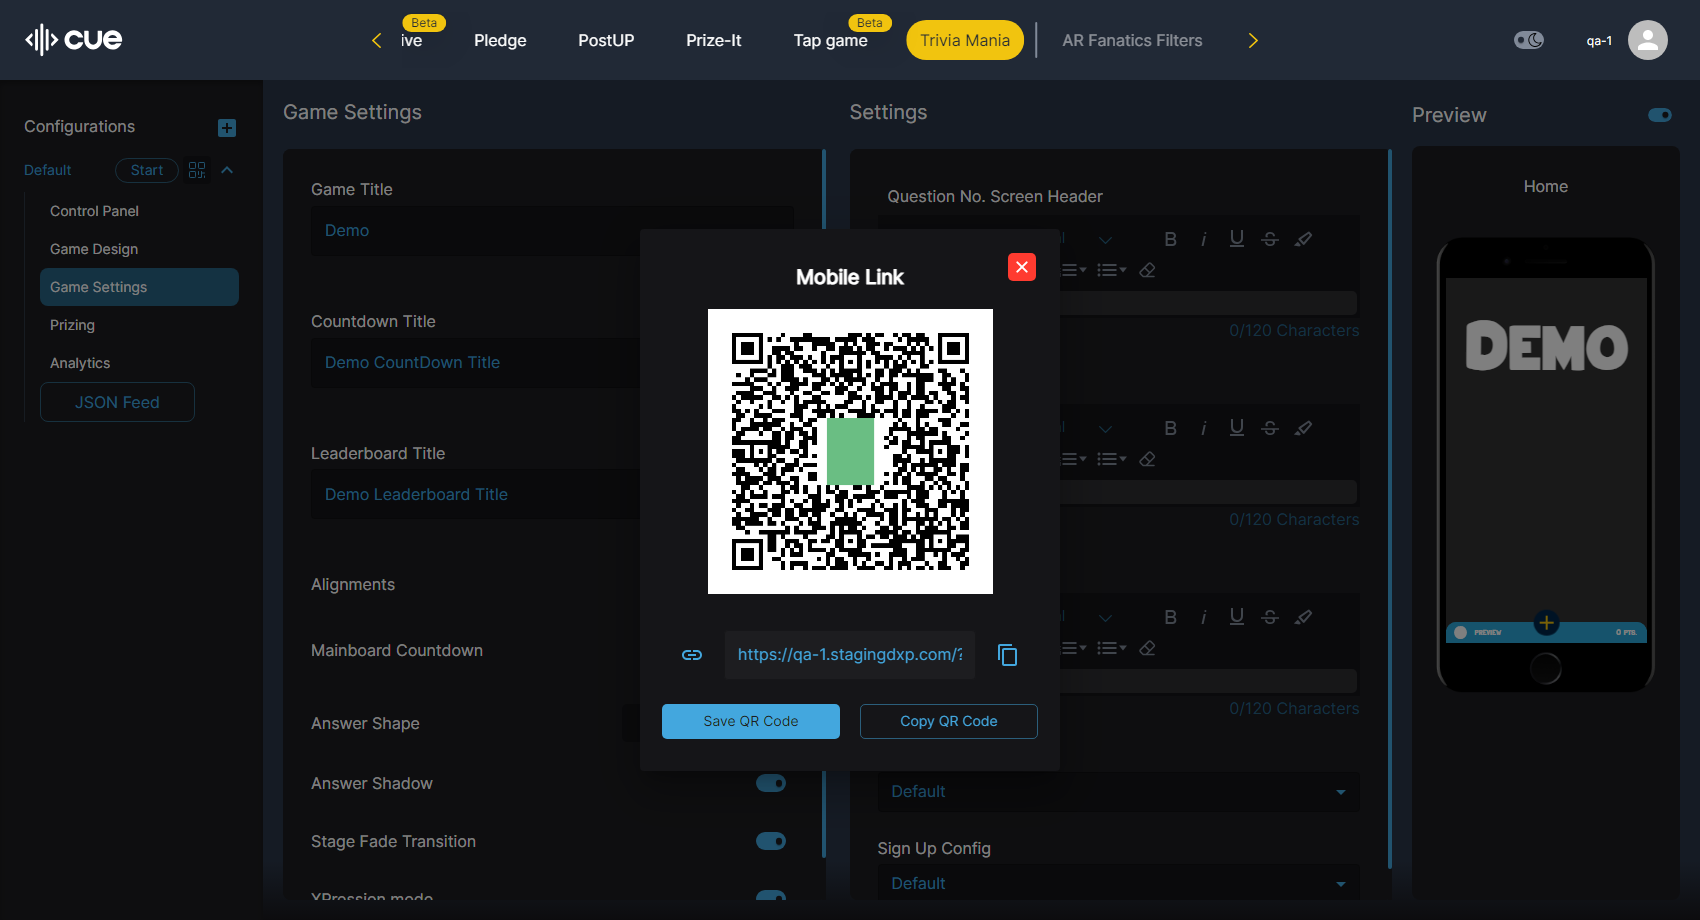 cue
Beta
ive
Pledge
PostUP
Prize-It
Tap game
Beta
Trivia Mania
AR Fanatics Filters
qa-1
Configurations
Default
Start
Control Panel
Game Design
Game Settings
Prizing
Analytics
JSON Feed
Game Settings
Game Title
Demo
Countdown Title
Demo CountDown Title
Leaderboard Title
Demo Leaderboard Title
Alignments
Mainboard Countdown
Answer Shape
Answer Shadow
Stage Fade Transition
XPression mode
Mobile Link
https://qa-1.stagingdxp.com/?
Save QR Code
Copy QR Code
Settings
Question No. Screen Header
0/120 Characters
0/120 Characters
0/120 Characters
Default
Sign Up Config
Default
Preview
Home
DEMO
PREVIEW
0 PTS.